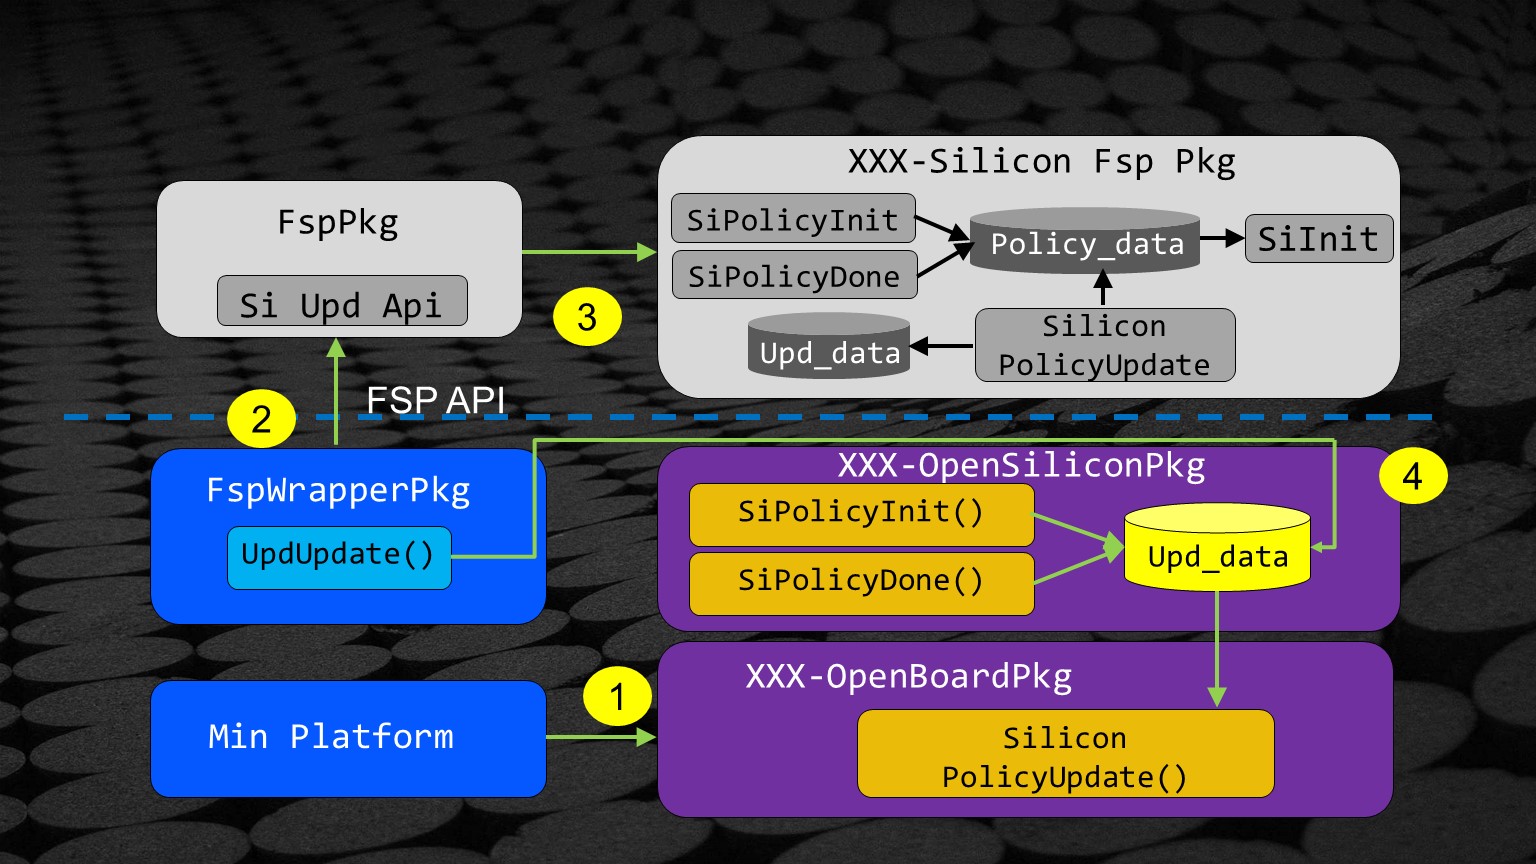 XXX-Silicon Fsp Pkg
FspPkg
Si Upd Api
SiPolicyInit
SiPolicyDone
Policy_data
SiInit
Upd_data
Silicon
PolicyUpdate
3
FSP API
2
FspWrapperPkg
UpdUpdate()
XXX-OpenSiliconPkg
4
SiPolicyInit()
SiPolicyDone()
Upd_data
Min Platform
1
XXX-OpenBoardPkg
Silicon
PolicyUpdate()